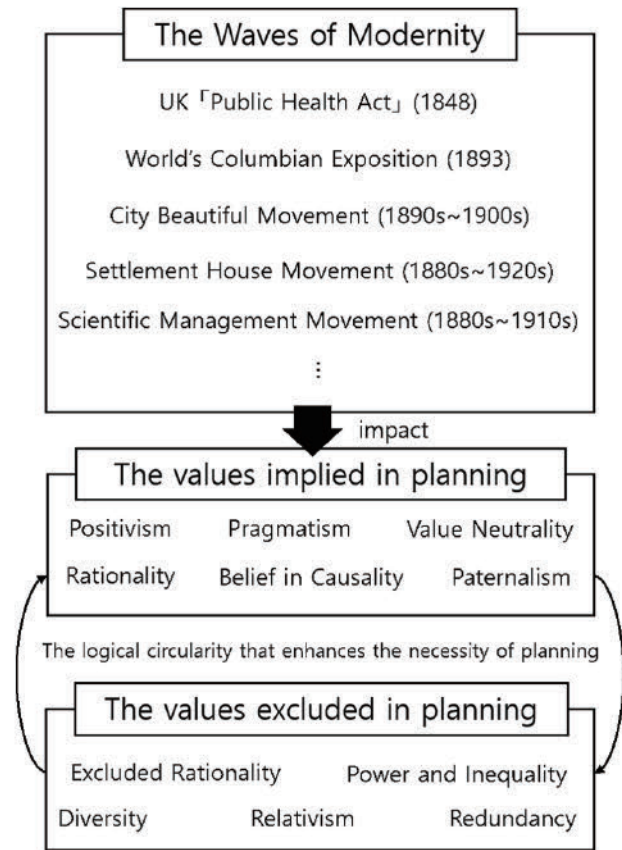 The Waves of Modernity
UK「Public Health Act」(1848)
World's Columbian Exposition (1893)
City Beautiful Movement (1890s~1900s)
Settlement House Movement (1880s~1920s)
Scientific Management Movement (1880s~1910s)
⋮
impact
The values implied in planning
Positivism Pragmatism Value Neutrality
Rationality Belief in Causality Paternalism
The logical circularity that enhances the necessity of planning
The values excluded in planning
Excluded Rationality Power and Inequality
Diversity Relativism Redundancy